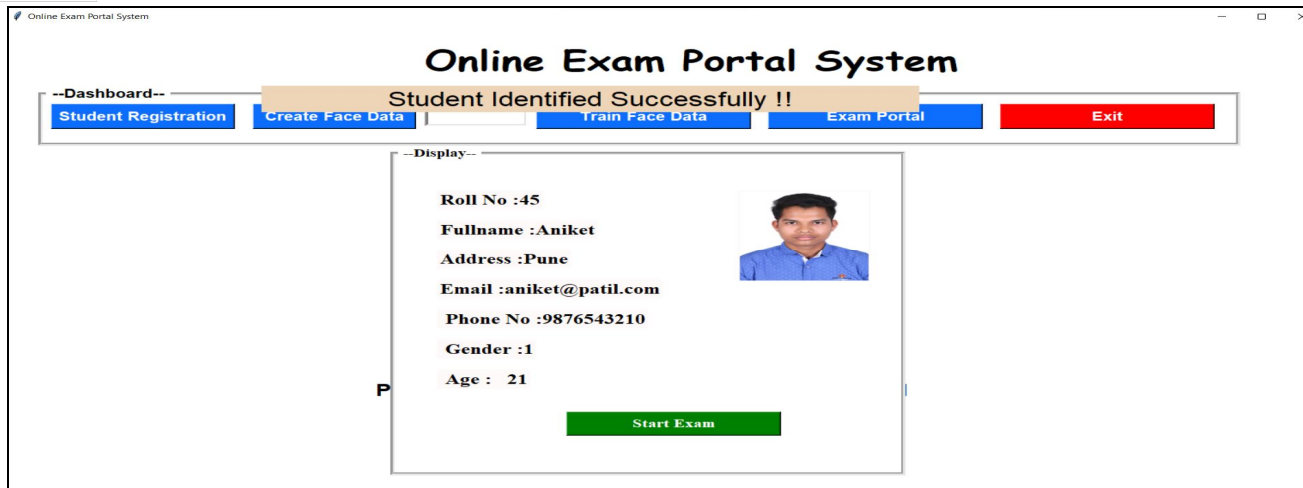 Online Exam Portal System
Online Exam Portal System
--Dashboard--
Student Identified Successfully !!
Student Registration
Create Face Data
Train Face Data
Exam Portal
Exit
--Display--
Roll No :45
Fullname :Aniket
Address :Pune
Email :aniket@patil.com
Phone No :9876543210
Gender :1
Age : 21
P
Start Exam